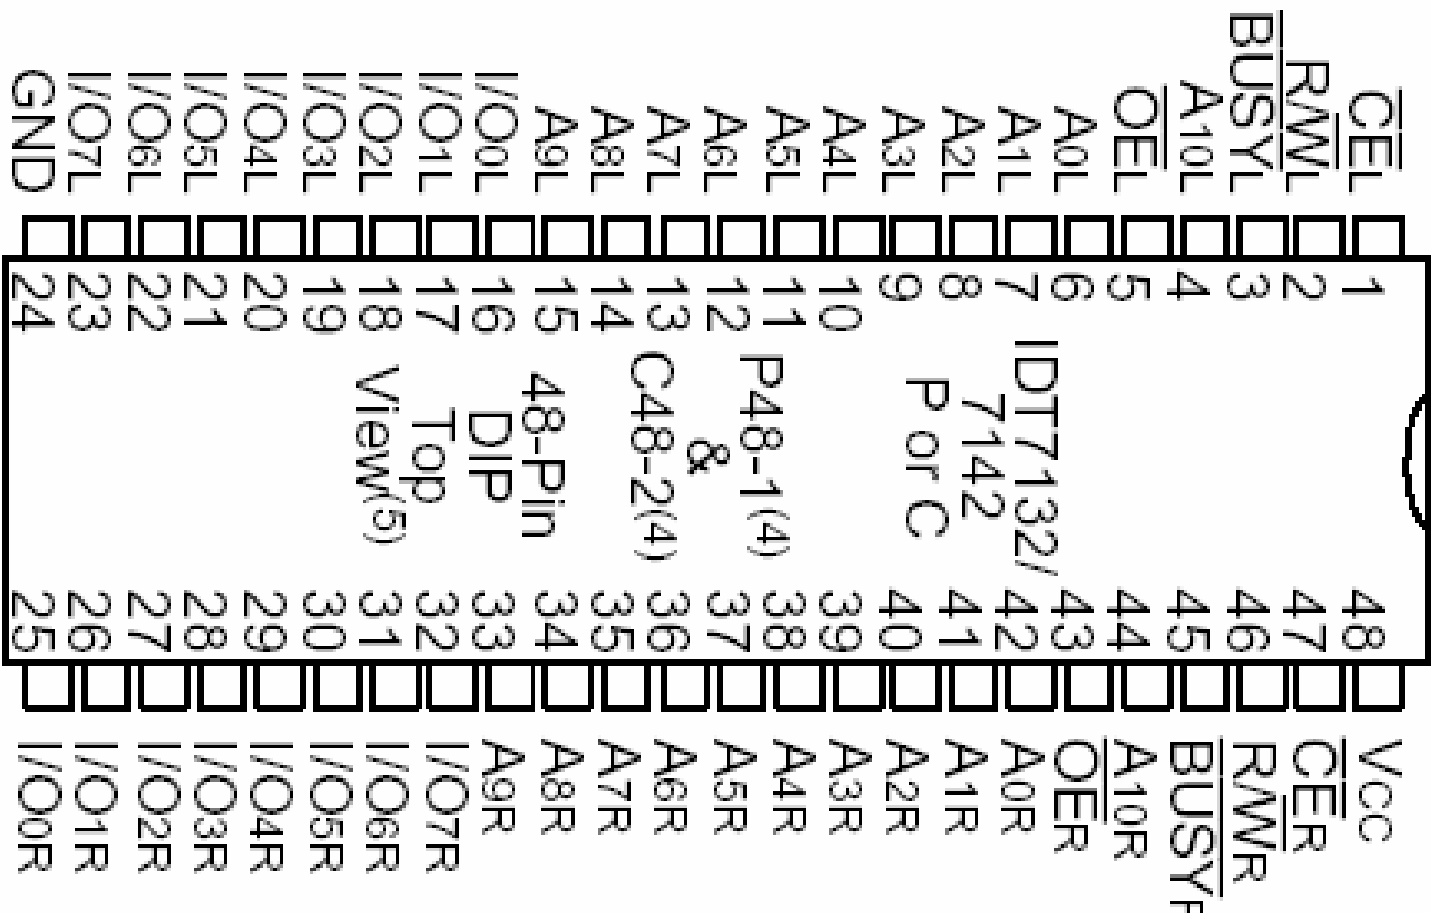 CEL
R/WL
BUSYL
A10L
OEL
A0L
A1L
A2L
A3L
A4L
A5L
A6L
A7L
A8L
A9L
I/O0L
I/O1L
I/O2L
I/O3L
I/O4L
I/O5L
I/O6L
I/O7L
GND
1
2
3
4
5
6
7
8
9
10
11
12
13
14
15
16
17
18
19
20
21
22
23
24
IDT7132/
7142
P or C
P48-1(4)
&
C48-2(4)
48-Pin
DIP
Top
View(5)
48
47
46
45
44
43
42
41
40
39
38
37
36
35
34
33
32
31
30
29
28
27
26
25
VCC
CER
R/WR
BUSYR
A10R
OER
A0R
A1R
A2R
A3R
A4R
A5R
A6R
A7R
A8R
A9R
I/O7R
I/O6R
I/O5R
I/O4R
I/O3R
I/O2R
I/O1R
I/O0R